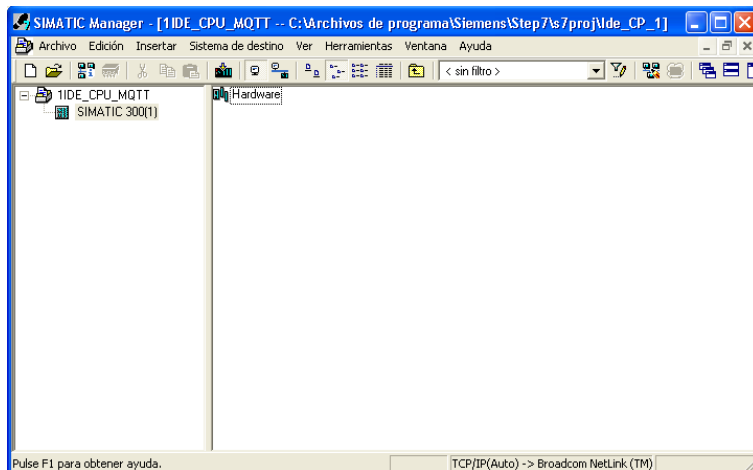 SIMATIC Manager - [1IDE_CPU_MQTT -- C:\Archivos de programa\Siemens\Step7\s7proj\Ide_CP_1]
Archivo Edición Insertar Sistema de destino Ver Herramientas Ventana Ayuda
< sin filtro >
1IDE_CPU_MQTT
SIMATIC 300(1)
Hardware
Pulse F1 para obtener ayuda.
TCP/IP(Auto) -> Broadcom NetLink (TM)